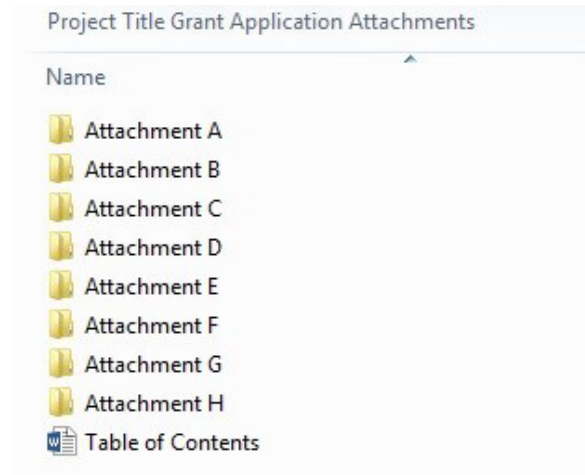 Project Title Grant Application Attachments
Name
Attachment A
Attachment B
Attachment C
Attachment D
Attachment E
Attachment F
Attachment G
Attachment H
Table of Contents